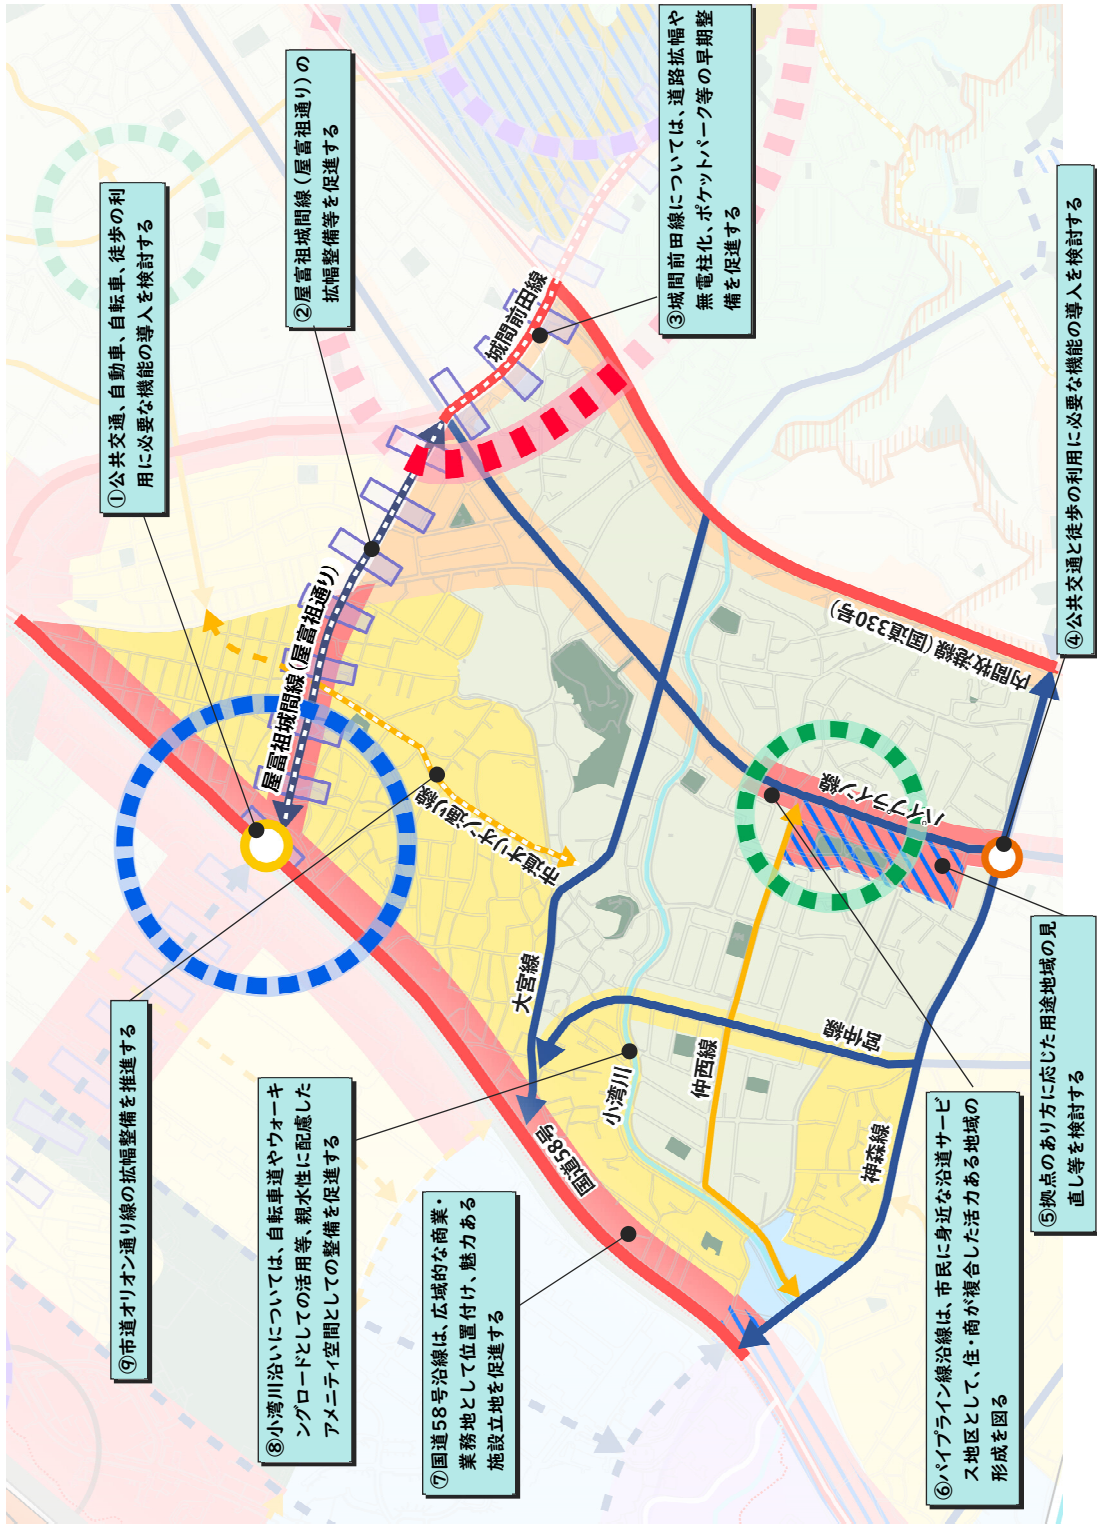 ①公共交通、自動車、自転車、徒歩の利
用に必要な機能の導入を検討する
②屋富祖城間線（屋富祖通り）の
拡幅整備等を促進する
③城間前田線については、道路拡幅や
無電柱化、ポケットパーク等の早期整
備を促進する
④公共交通と徒歩の利用に必要な機能の導入を検討する
⑤拠点のあり方に応じた用途地域の見
直し等を検討する
⑥パイプライン線沿線は、市民に身近な沿道サービ
ス地区として、住・商が複合した活力ある地域の
形成を図る
⑦国道58号沿線は、広域的な商業・
業務地として位置付け、魅力ある
施設立地を促進する
⑧小湾川沿いについては、自転車道やウォーキ
ングロードとしての活用等、親水性に配慮した
アメニティ空間としての整備を促進する
⑨市道オリオン通り線の拡幅整備を推進する
城間前田線
屋富祖城間線(屋富祖通り)
市道オリオン通り線
内間牧港線(国道330号)
パイプライン線
大宮線
宮仲線
小湾川
仲西線
神森線
国道58号